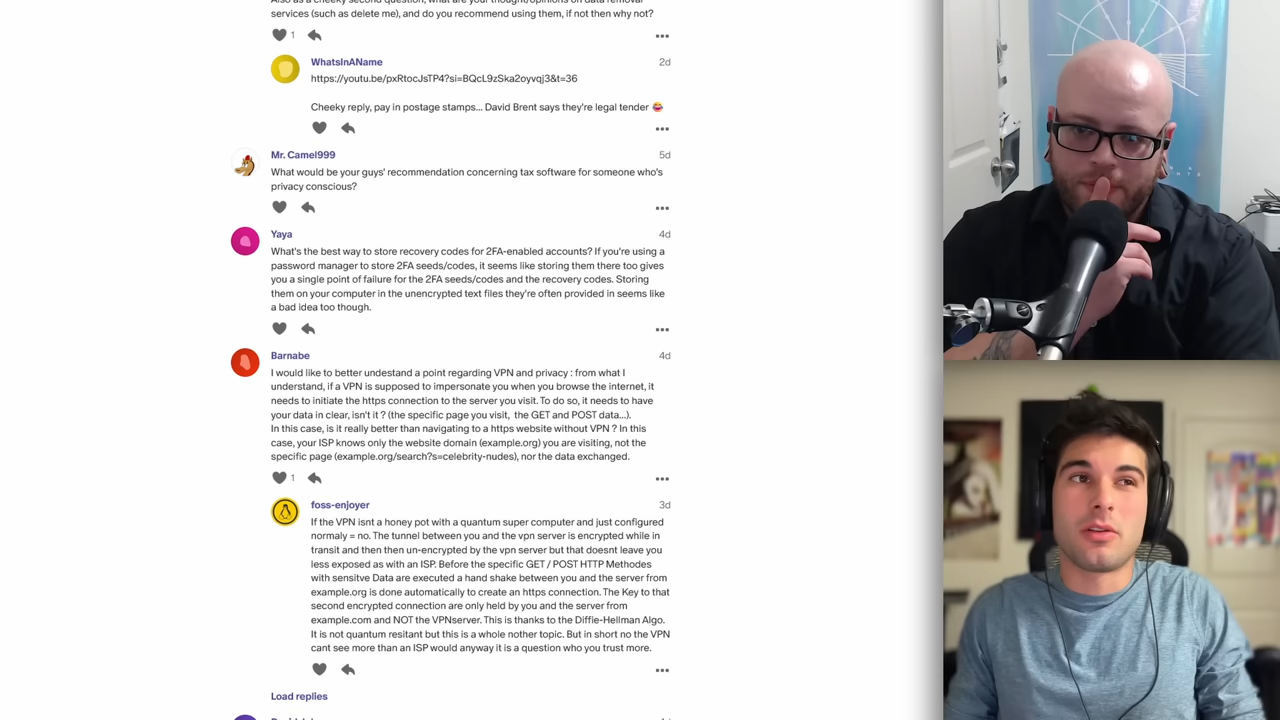 Also as a cheeky second question, what are your thought/opinions on data removal
services (such as delete me), and do you recommend using them, if not then why not?
1
WhatsInAName
2d
https://youtu.be/pxRtocJsTP4?si=BQcL9zSka2oyvqj3&t=36
Cheeky reply, pay in postage stamps... David Brent says they're legal tender 😂
Mr. Camel999
5d
What would be your guys' recommendation concerning tax software for someone who's
privacy conscious?
Yaya
4d
What's the best way to store recovery codes for 2FA-enabled accounts? If you're using a
password manager to store 2FA seeds/codes, it seems like storing them there too gives
you a single point of failure for the 2FA seeds/codes and the recovery codes. Storing
them on your computer in the unencrypted text files they're often provided in seems like
a bad idea too though.
Barnabe
4d
I would like to better undestand a point regarding VPN and privacy : from what I
understand, if a VPN is supposed to impersonate you when you browse the internet, it
needs to initiate the https connection to the server you visit. To do so, it needs to have
your data in clear, isn't it ? (the specific page you visit,  the GET and POST data...).
In this case, is it really better than navigating to a https website without VPN ? In this
case, your ISP knows only the website domain (example.org) you are visiting, not the
specific page (example.org/search?s=celebrity-nudes), nor the data exchanged.
1
foss-enjoyer
3d
If the VPN isnt a honey pot with a quantum super computer and just configured
normaly = no. The tunnel between you and the vpn server is encrypted while in
transit and then then un-encrypted by the vpn server but that doesnt leave you
less exposed as with an ISP. Before the specific GET / POST HTTP Methodes
with sensitve Data are executed a hand shake between you and the server from
example.org is done automatically to create an https connection. The Key to that
second encrypted connection are only held by you and the server from
example.com and NOT the VPNserver. This is thanks to the Diffie-Hellman Algo.
It is not quantum resitant but this is a whole nother topic. But in short no the VPN
cant see more than an ISP would anyway it is a question who you trust more.
Load replies